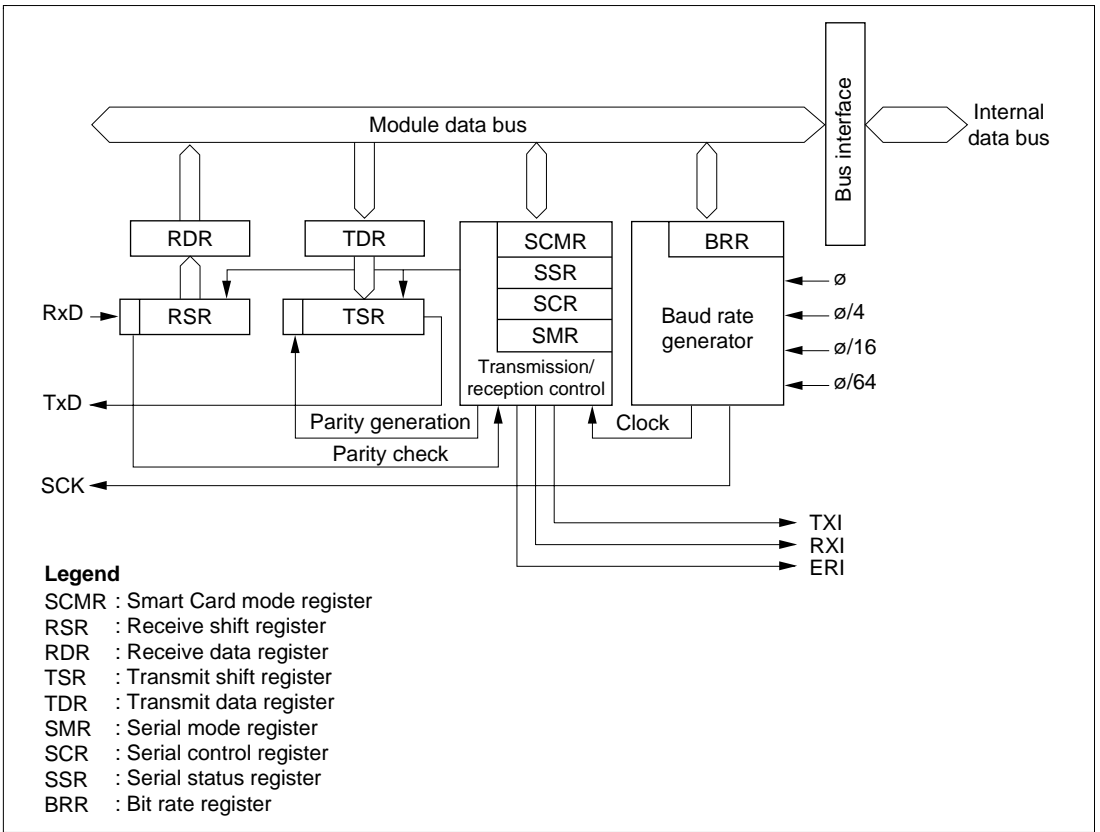 Module data bus
Bus interface
Internal
data bus
RDR
TDR
SCMR
SSR
SCR
SMR
Transmission/
reception control
BRR
Baud rate
generator
ø
ø/4
ø/16
ø/64
RxD
RSR
TSR
TxD
Parity generation
Parity check
Clock
SCK
TXI
RXI
ERI
Legend
SCMR : Smart Card mode register
RSR : Receive shift register
RDR : Receive data register
TSR : Transmit shift register
TDR : Transmit data register
SMR : Serial mode register
SCR : Serial control register
SSR : Serial status register
BRR : Bit rate register